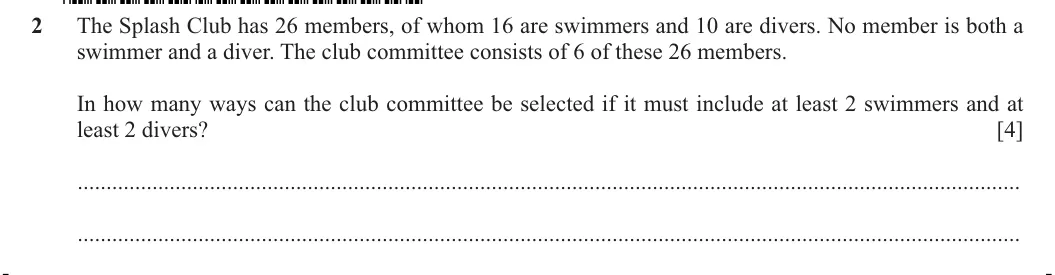 2 The Splash Club has 26 members, of whom 16 are swimmers and 10 are divers. No member is both a
swimmer and a diver. The club committee consists of 6 of these 26 members.
In how many ways can the club committee be selected if it must include at least 2 swimmers and at
least 2 divers? [4]